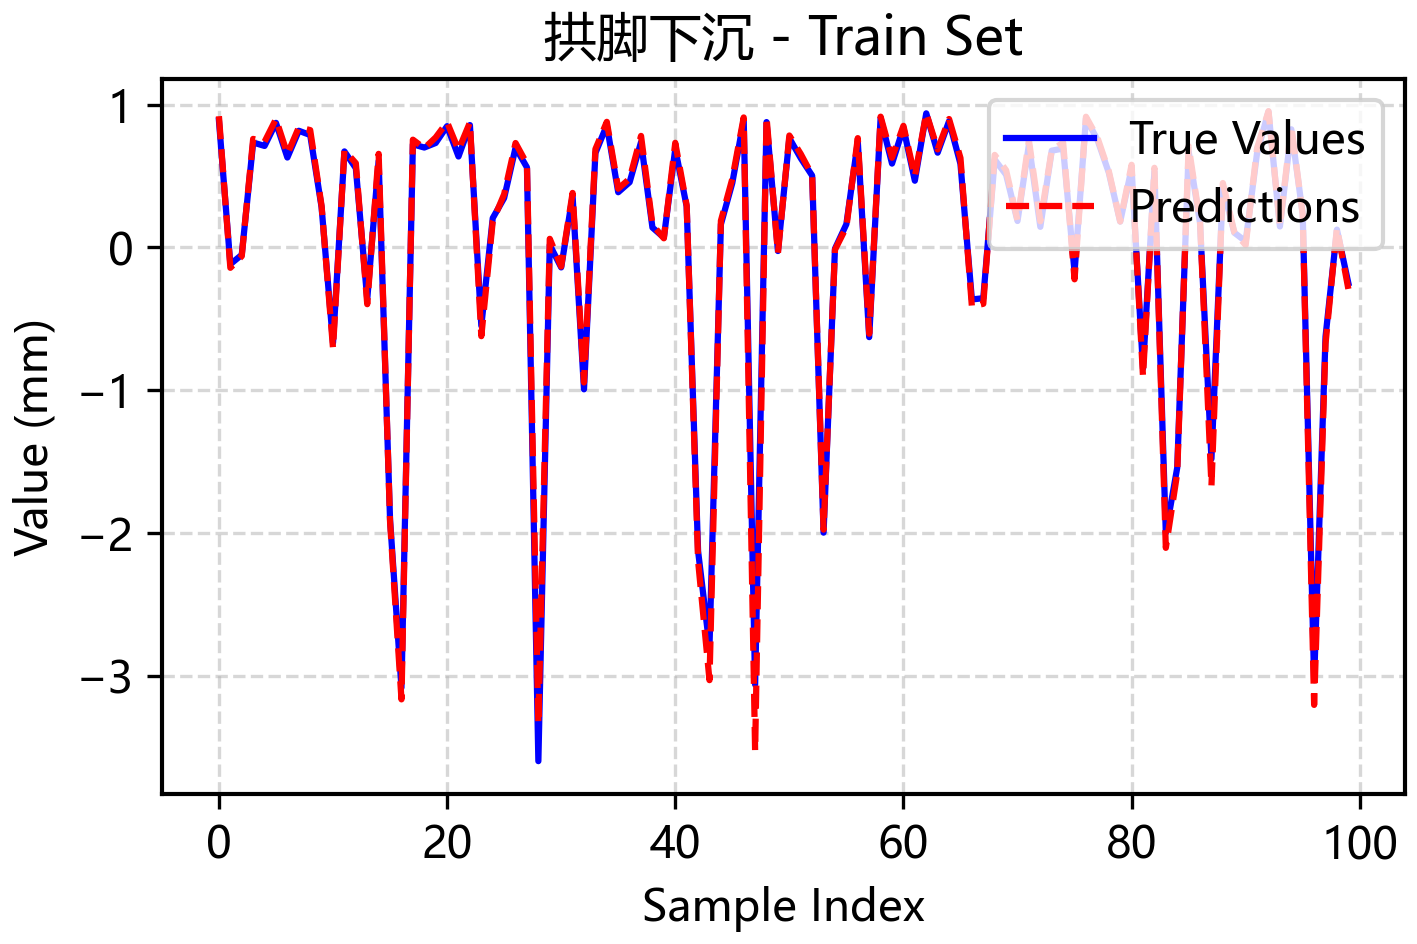 拱脚下沉 - Train Set
True Values
Predictions
1
0
−1
−2
−3
Value (mm)
0
20
40
60
80
100
Sample Index